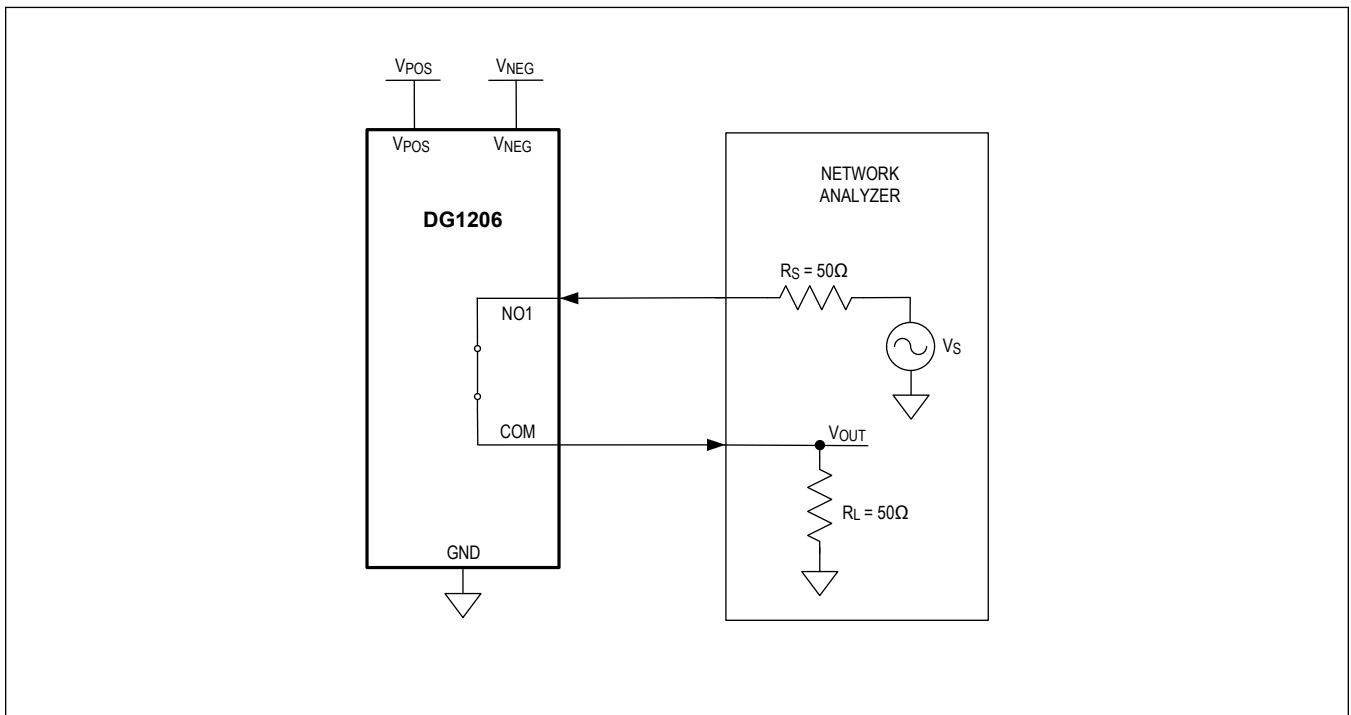 VPOS VNEG
VPOS VNEG
DG1206
NETWORK
ANALYZER
RS = 50Ω
NO1
VS
COM
VOUT
RL = 50Ω
GND